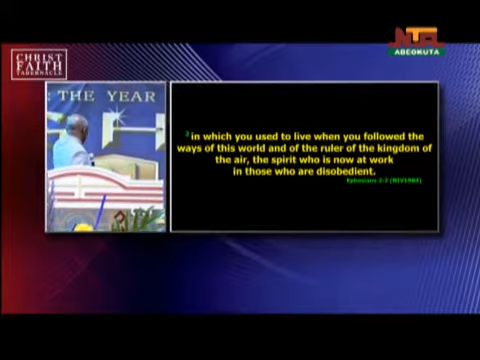 NTA
ABEOKUTA
CHRIST
FAITH
TABERNACLE
: THE YEAR
2 in which you used to live when you followed the
ways of this world and of the ruler of the kingdom of
the air, the spirit who is now at work
in those who are disobedient.
Ephesians 2:2 (NIV1984)